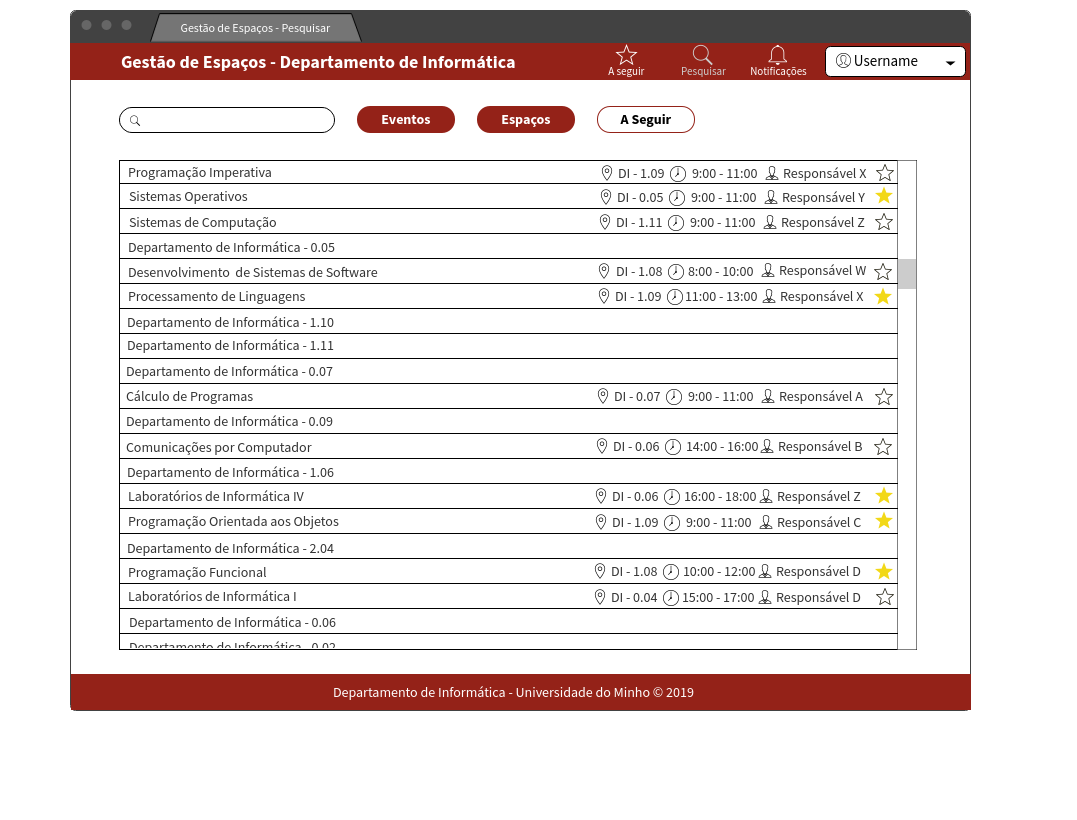 Gestão de Espaços - Pesquisar
Gestão de Espaços - Departamento de Informática
A seguir
Pesquisar
Notificações
Username
Eventos
Espaços
A Seguir
Programação Imperativa DI - 1.09 9:00 - 11:00 Responsável X
Sistemas Operativos DI - 0.05 9:00 - 11:00 Responsável Y
Sistemas de Computação DI - 1.11 9:00 - 11:00 Responsável Z
Departamento de Informática - 0.05
Desenvolvimento de Sistemas de Software DI - 1.08 8:00 - 10:00 Responsável W
Processamento de Linguagens DI - 1.09 11:00 - 13:00 Responsável X
Departamento de Informática - 1.10
Departamento de Informática - 1.11
Departamento de Informática - 0.07
Cálculo de Programas DI - 0.07 9:00 - 11:00 Responsável A
Departamento de Informática - 0.09
Comunicações por Computador DI - 0.06 14:00 - 16:00 Responsável B
Departamento de Informática - 1.06
Laboratórios de Informática IV DI - 0.06 16:00 - 18:00 Responsável Z
Programação Orientada aos Objetos DI - 1.09 9:00 - 11:00 Responsável C
Departamento de Informática - 2.04
Programação Funcional DI - 1.08 10:00 - 12:00 Responsável D
Laboratórios de Informática I DI - 0.04 15:00 - 17:00 Responsável D
Departamento de Informática - 0.06
Departamento de Informática - 0.02
Departamento de Informática - Universidade do Minho © 2019